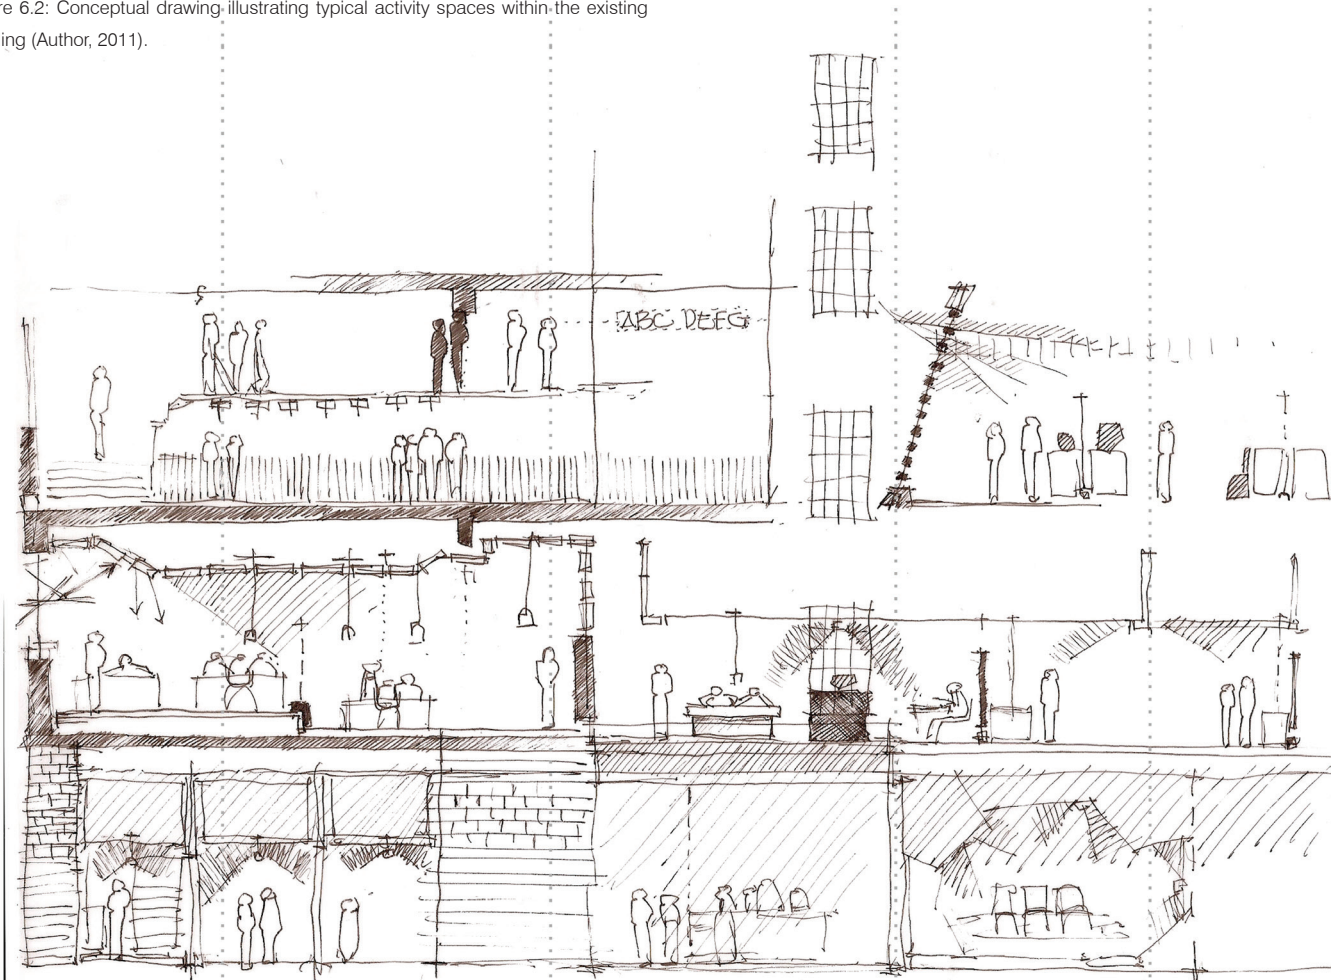 re 6.2: Conceptual drawing illustrating typical activity spaces within the existing
ing (Author, 2011).
ABC DEFG